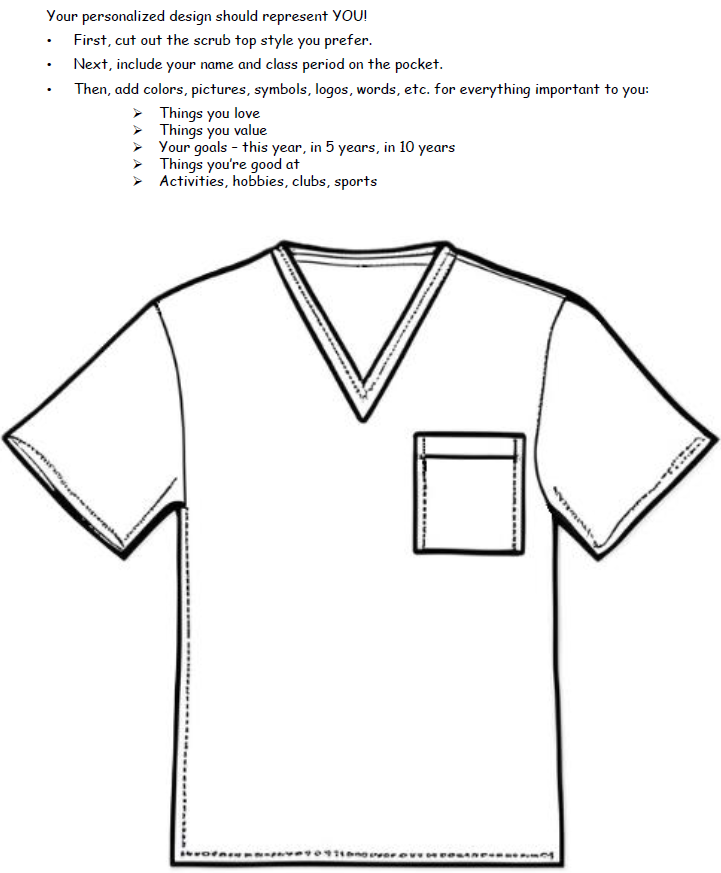 Your personalized design should represent YOU!
• First, cut out the scrub top style you prefer.
• Next, include your name and class period on the pocket.
• Then, add colors, pictures, symbols, logos, words, etc. for everything important to you:
➢ Things you love
➢ Things you value
➢ Your goals – this year, in 5 years, in 10 years
➢ Things you're good at
➢ Activities, hobbies, clubs, sports